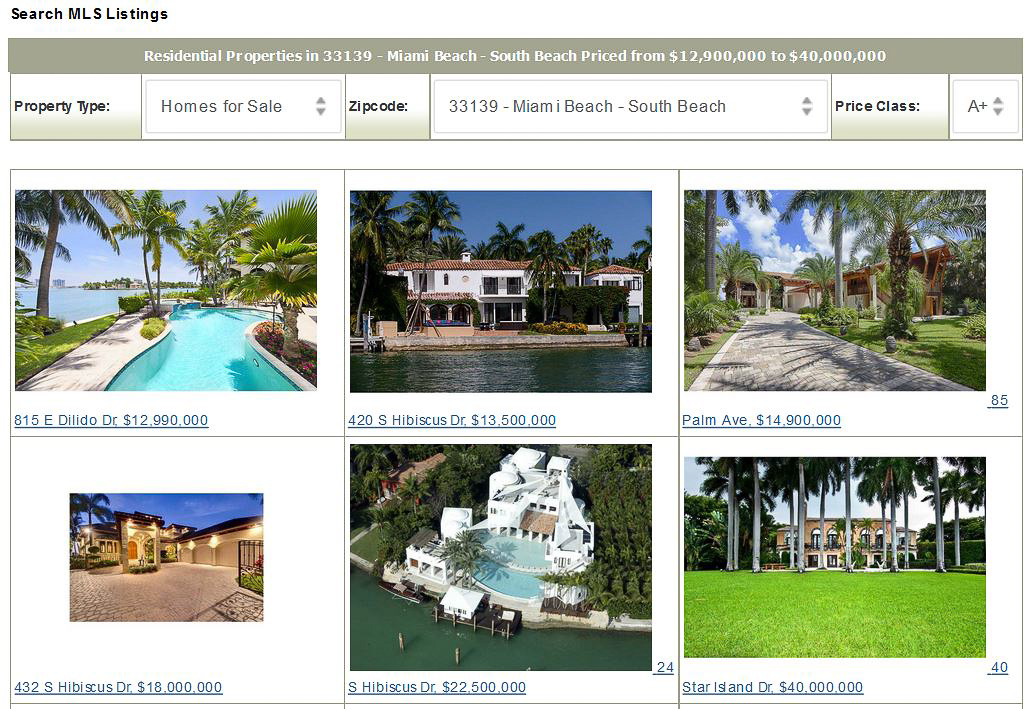 Search MLS Listings
Residential Properties in 33139 - Miami Beach - South Beach Priced from $12,900,000 to $40,000,000
Property Type: Homes for Sale Zipcode: 33139 - Miami Beach - South Beach Price Class: A+
815 E Dilido Dr, $12,990,000
420 S Hibiscus Dr, $13,500,000
85
Palm Ave, $14,900,000
432 S Hibiscus Dr, $18,000,000
24
S Hibiscus Dr, $22,500,000
40
Star Island Dr, $40,000,000